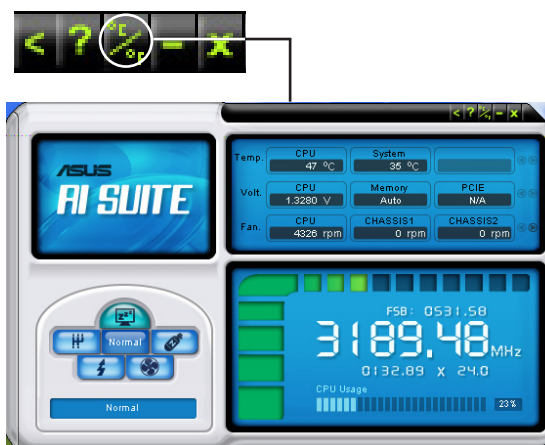 < ? °C/°F - x
< ? °C/°F - x
ASUS
AI SUITE
Temp. CPU System
47 °C 35 °C
Volt. CPU Memory PCIE
1.3280 V Auto N/A
Fan. CPU CHASSIS1 CHASSIS2
4326 rpm 0 rpm 0 rpm
FSB: 0531.58
3189.48 MHz
0132.89 X 24.0
CPU Usage
23%
zzz
Normal
Normal